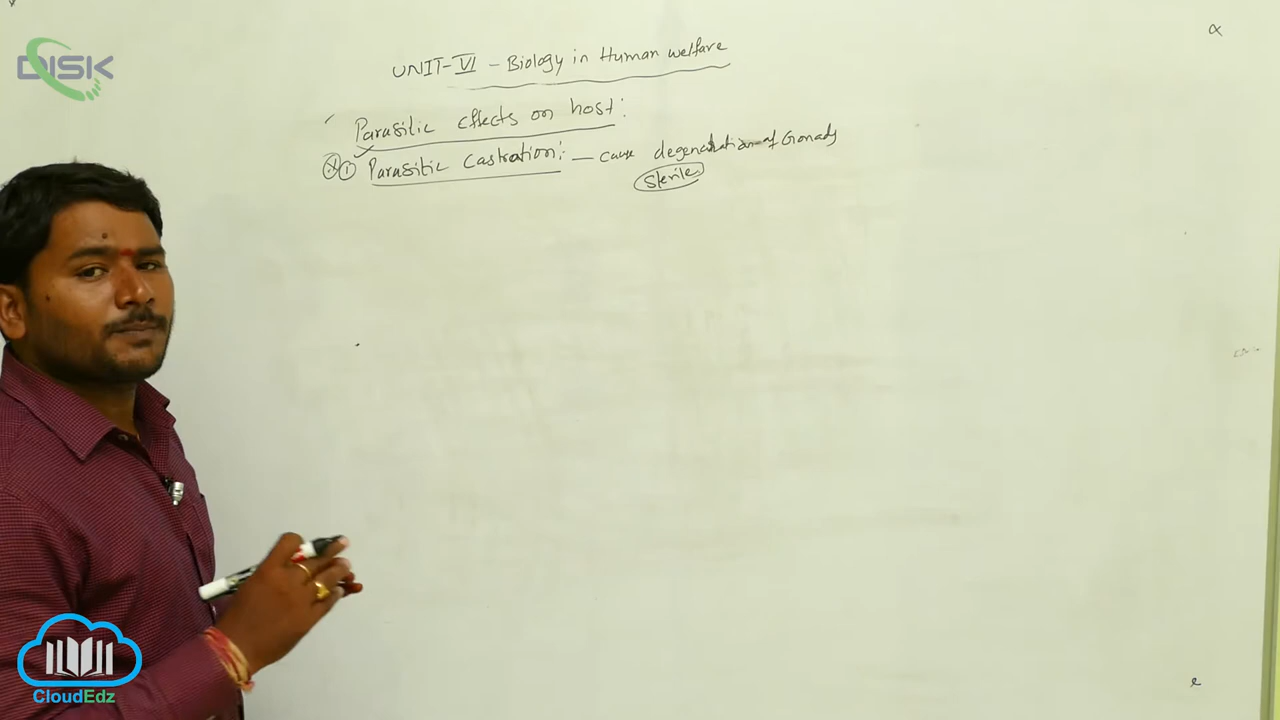 DISK
UNIT-VI - Biology in Human welfare
Parasitic effects on host:
* 1 Parasitic Castration: — cause degeneration of Gonads
Sterile
CloudEdz